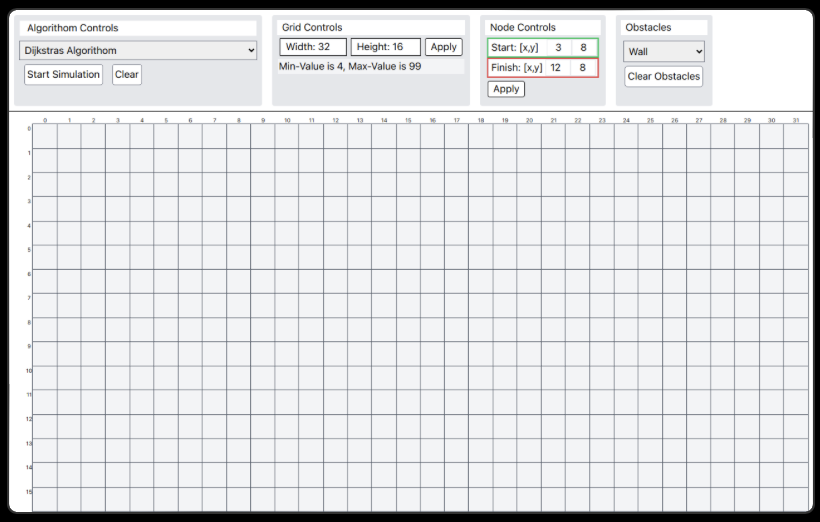 Algorithom Controls
Dijkstras Algorithom
Start Simulation Clear
Grid Controls
Width: 32 Height: 16 Apply
Min-Value is 4, Max-Value is 99
Node Controls
Start: [x,y] 3 8
Finish: [x,y] 12 8
Apply
Obstacles
Wall
Clear Obstacles
0 1 2 3 4 5 6 7 8 9 10 11 12 13 14 15 16 17 18 19 20 21 22 23 24 25 26 27 28 29 30 31
0
1
2
3
4
5
6
7
8
9
10
11
12
13
14
15